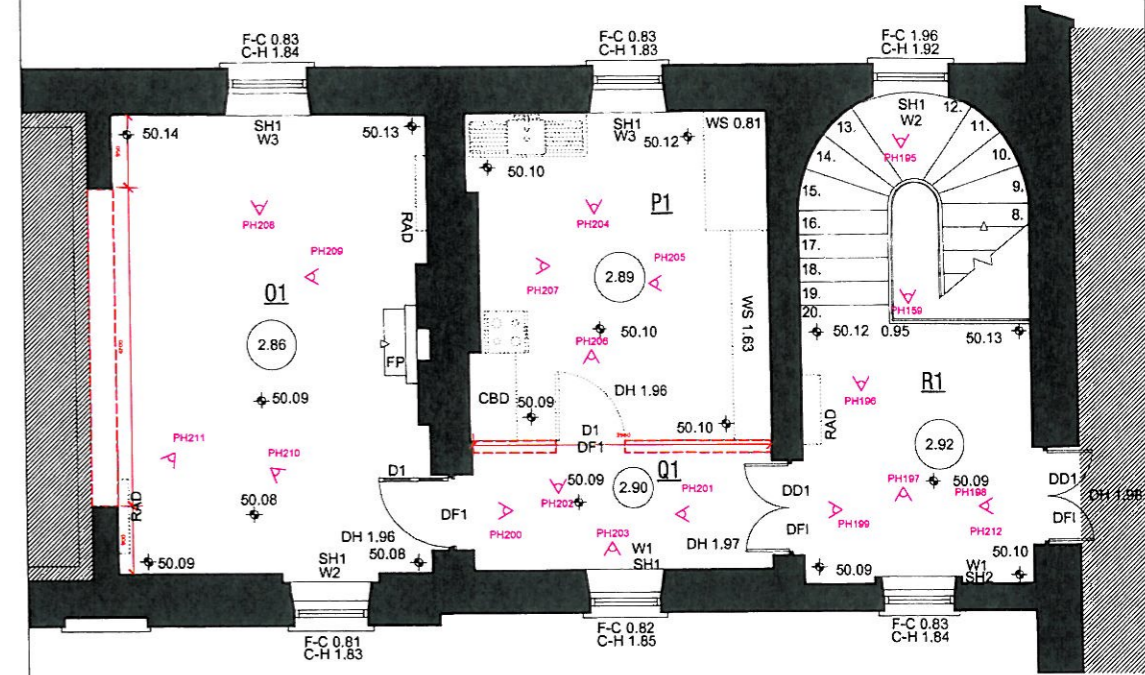 F-C 0.83
C-H 1.84
F-C 0.83
C-H 1.83
F-C 1.96
C-H 1.92
50.14
SH1
W3
50.13
50.10
SH1
W3
50.12
WS 0.81
SH1
W2
12.
13.
11.
14.
10.
15.
9.
16.
8.
17.
18.
19.
20.
PH195
PH208
PH209
RAD
O1
2.86
FP
50.09
P1
PH204
PH205
PH207
2.89
WS 1.63
50.10
PH206
CBD
50.09
DH 1.96
50.10
D1
DF1
PH159
50.12
0.95
50.13
R1
PH196
RAD
2.92
PH211
PH210
D1
RAD
50.08
DF1
DH 1.96
50.08
50.09
SH1
W2
Q1
2.90
50.09
PH202
PH201
PH200
PH203
W1
SH1
DH 1.97
DD1
DFI
PH197
50.09
PH198
PH199
PH212
DD1
DH 1.98
DFI
50.09
W1
SH2
50.10
F-C 0.81
C-H 1.83
F-C 0.82
C-H 1.85
F-C 0.83
C-H 1.84